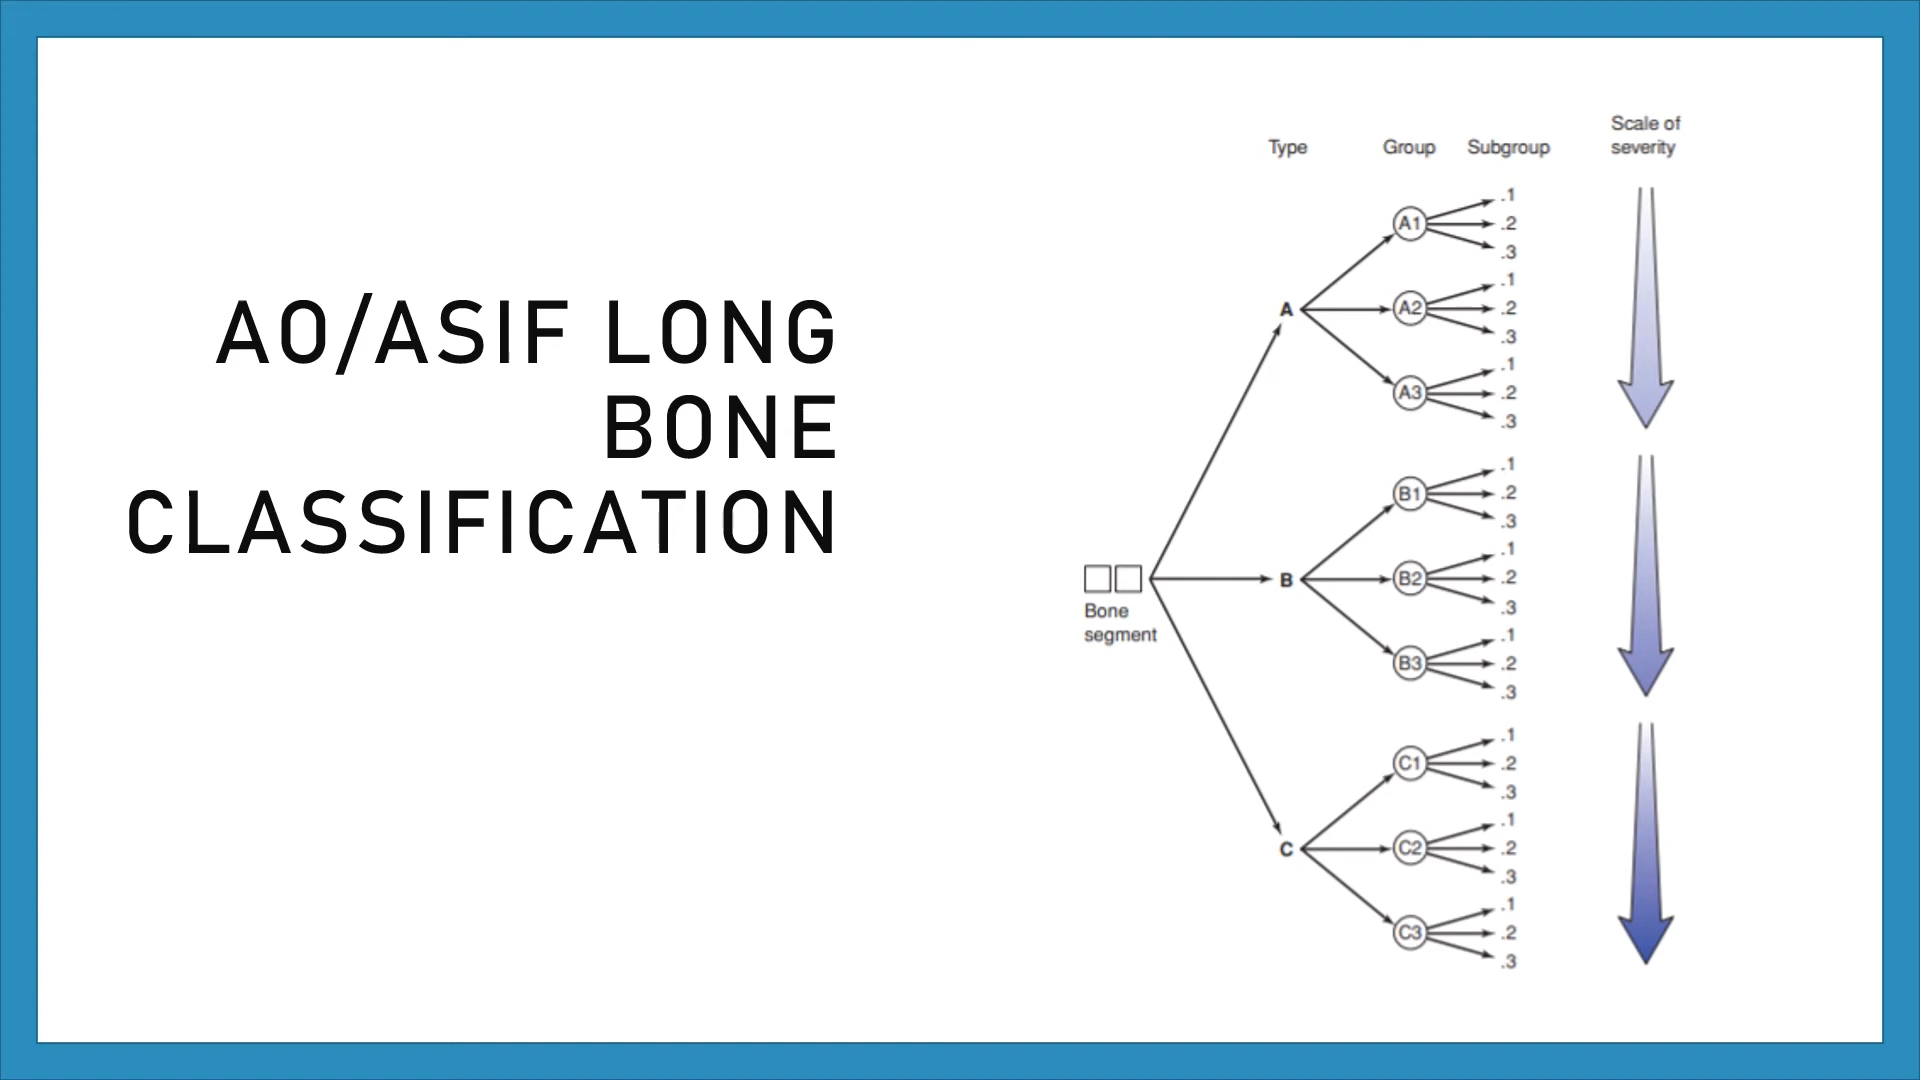 AO/ASIF LONG
BONE
CLASSIFICATION
Type Group Subgroup Scale of
severity
.1
A1 .2
.3
.1
A A2 .2
.3
.1
A3 .2
.3
.1
B1 .2
.3
.1
B B2 .2
.3
Bone
segment
.1
B3 .2
.3
.1
C1 .2
.3
.1
C C2 .2
.3
.1
C3 .2
.3